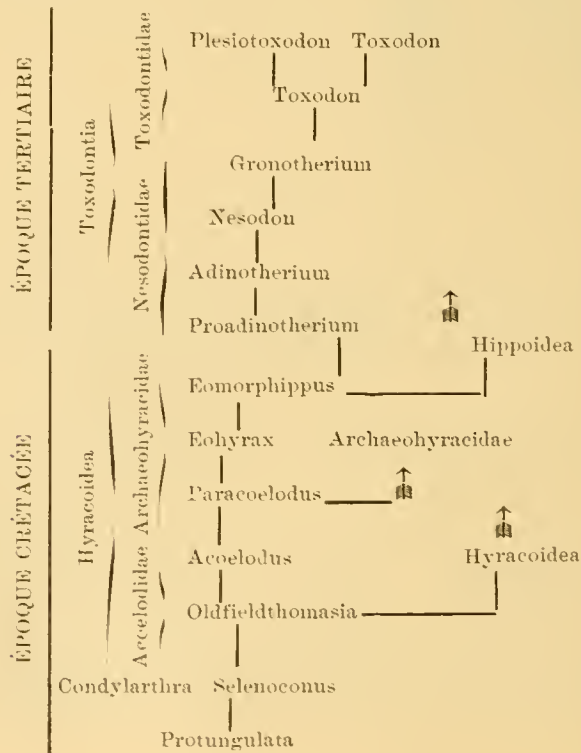 Plesiotoxodon Toxodon
Toxodon
Gronotherium
Nesodon
Adinotherium
Proadinotherium
Hippoidea
Eomorphippus
Eohyrax Archaeohyracidae
Paracoelodus
Acoelodus Hyracoidea
Oldfieldthomasia
Condylarthra Selenoconus
Protungulata
ÉPOQUE TERTIAIRE
Toxodontia
Toxodontidae
Nesodontidae
ÉPOQUE CRÉTACÉE
Hyracoidea
Archaeohyracidae
Acoelodidae